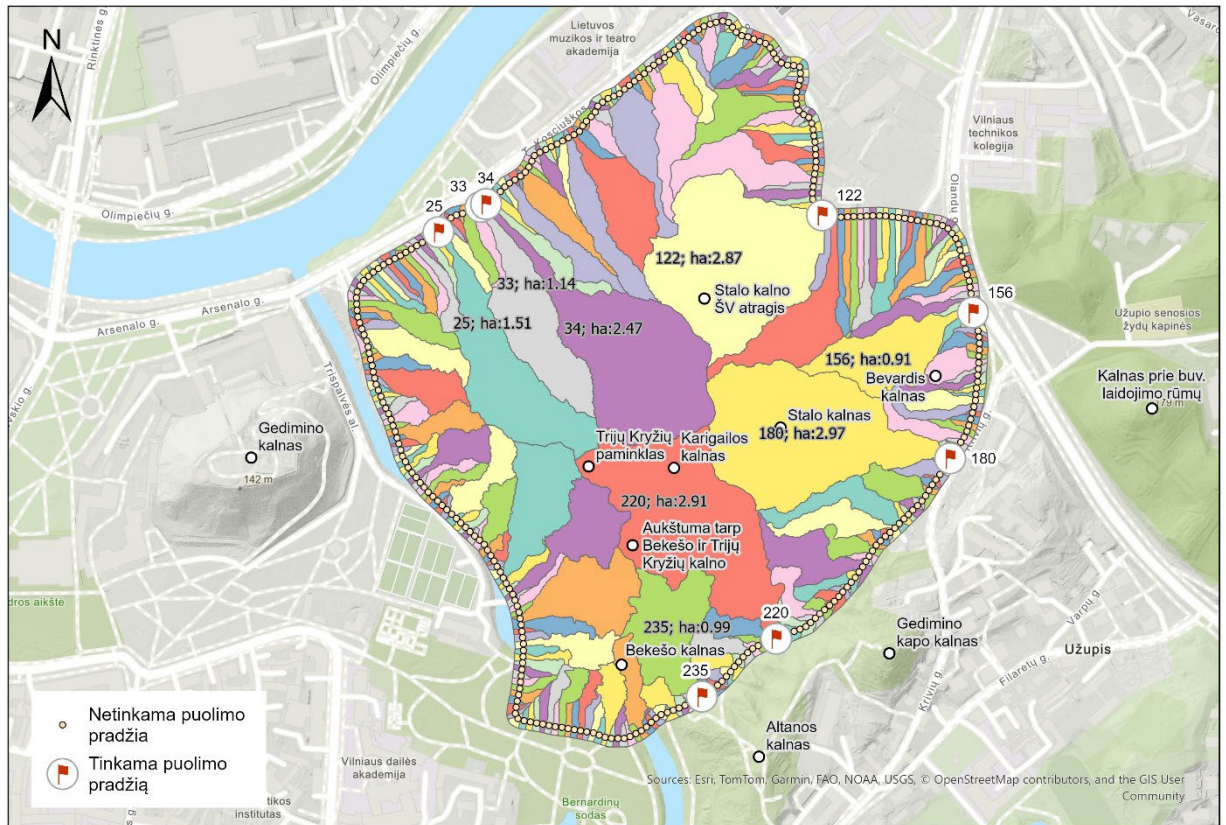 N
Rinktinės g.
Olimpiečių g.
Lietuvos
muzikos ir teatro
akademija
T. Kosciuškos
Vilniaus
technikos
kolegija
Olandų
Olimpiečių g.
Arsenalo g.
Arsenalo g.
Trispalvės al.
33
34
25
122
156
180
220
235
122; ha:2.87
Stalo kalno
ŠV atragis
33; ha:1.14
25; ha:1.51
34; ha:2.47
156; ha:0.91
Bevardis
kalnas
Užupio senosios
žydų kapinės
Kalnas prie buv.
laidojimo rūmų
79 m
Stalo kalnas
180; ha:2.97
Gedimino
kalnas
142 m
Trijų Kryžių
paminklas
Karigailos
kalnas
220; ha:2.91
Aukštuma tarp
Bekešo ir Trijų
Kryžių kalno
235; ha:0.99
Bekešo kalnas
Gedimino
kapo kalnas
Varpų g.
Užupis
Filaretų g.
Krivių g.
Altanos
kalnas
dros aikštė
Vilniaus dailės
akademija
tikos
institutas
Bernardinų
sodas
Netinkama puolimo
pradžia
Tinkama puolimo
pradžią
Sources: Esri, TomTom, Garmin, FAO, NOAA, USGS, © OpenStreetMap contributors, and the GIS User
Community